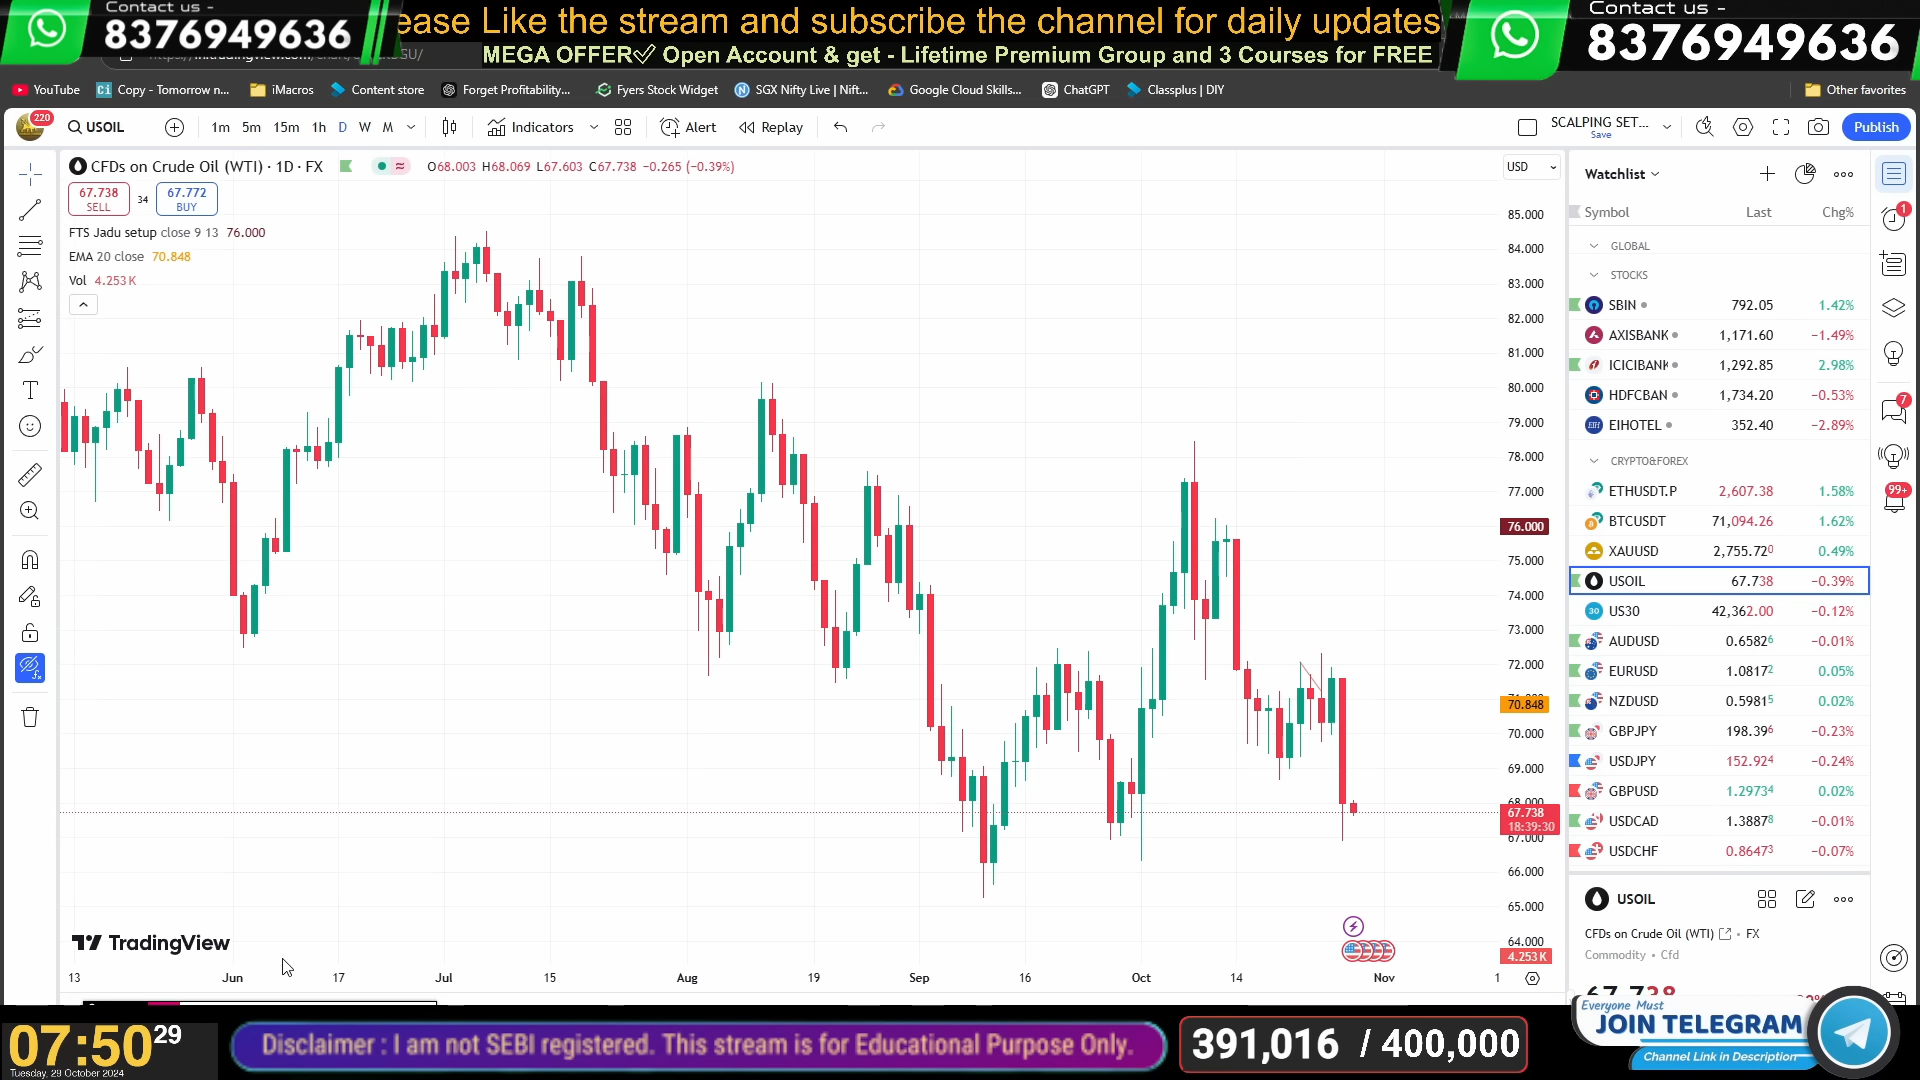 Contact us -
8376949636
ease Like the stream and subscribe the channel for daily updates
MEGA OFFER✓ Open Account & get - Lifetime Premium Group and 3 Courses for FREE
Contact us -
8376949636
YouTube
Copy - Tomorrow n...
iMacros
Content store
Forget Profitability...
Fyers Stock Widget
SGX Nifty Live | Nift...
Google Cloud Skills...
ChatGPT
Classplus | DIY
Other favorites
220
USOIL
1m 5m 15m 1h D W M
Indicators
Alert
Replay
SCALPING SET...
Save
Publish
CFDs on Crude Oil (WTI) · 1D · FX
O68.003 H68.069 L67.603 C67.738 −0.265 (−0.39%)
67.738
SELL
34
67.772
BUY
FTS Jadu setup close 9 13 76.000
EMA 20 close 70.848
Vol 4.253 K
USD
85.000
84.000
83.000
82.000
81.000
80.000
79.000
78.000
77.000
76.000
75.000
74.000
73.000
72.000
70.848
70.000
69.000
68.000
67.738
18:39:30
67.000
66.000
65.000
64.000
4.253 K
TradingView
13 Jun 17 Jul 15 Aug 19 Sep 16 Oct 14 Nov 1
Watchlist
Symbol Last Chg%
GLOBAL
STOCKS
SBIN 792.05 1.42%
AXISBANK 1,171.60 −1.49%
ICICIBANK 1,292.85 2.98%
HDFCBAN 1,734.20 −0.53%
EIHOTEL 352.40 −2.89%
CRYPTO&FOREX
ETHUSDT.P 2,607.38 1.58%
BTCUSDT 71,094.26 1.62%
XAUUSD 2,755.720 0.49%
USOIL 67.738 −0.39%
30 US30 42,362.00 −0.12%
AUDUSD 0.65826 −0.01%
EURUSD 1.08172 0.05%
NZDUSD 0.59815 0.02%
GBPJPY 198.396 −0.23%
USDJPY 152.924 −0.24%
GBPUSD 1.29734 0.02%
USDCAD 1.38878 −0.01%
USDCHF 0.86473 −0.07%
USOIL
CFDs on Crude Oil (WTI) • FX
Commodity • Cfd
1
7
99+
07:50 29
Tuesday, 29 October 2024
Disclaimer : I am not SEBI registered. This stream is for Educational Purpose Only.
391,016 / 400,000
Everyone Must
JOIN TELEGRAM
Channel Link in Description